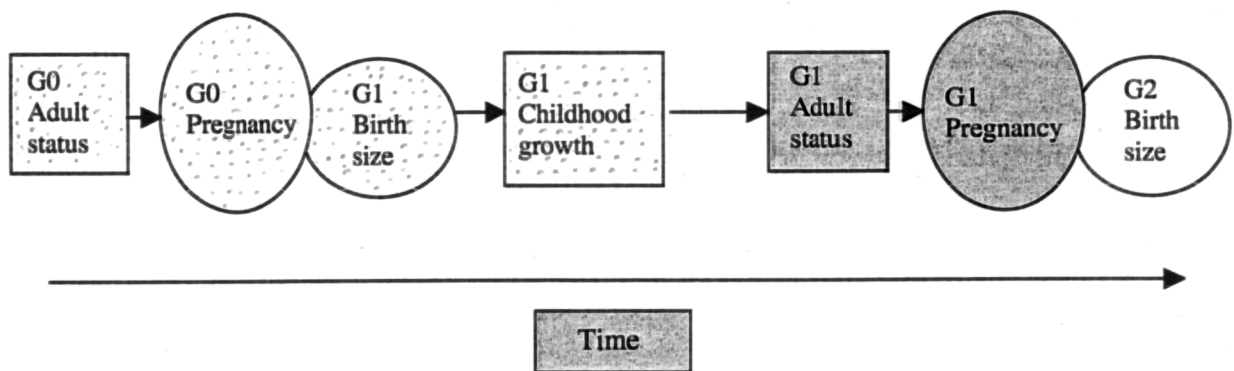 G0
Adult
status
G0
Pregnancy
G1
Birth
size
G1
Childhood
growth
G1
Adult
status
G1
Pregnancy
G2
Birth
size
Time